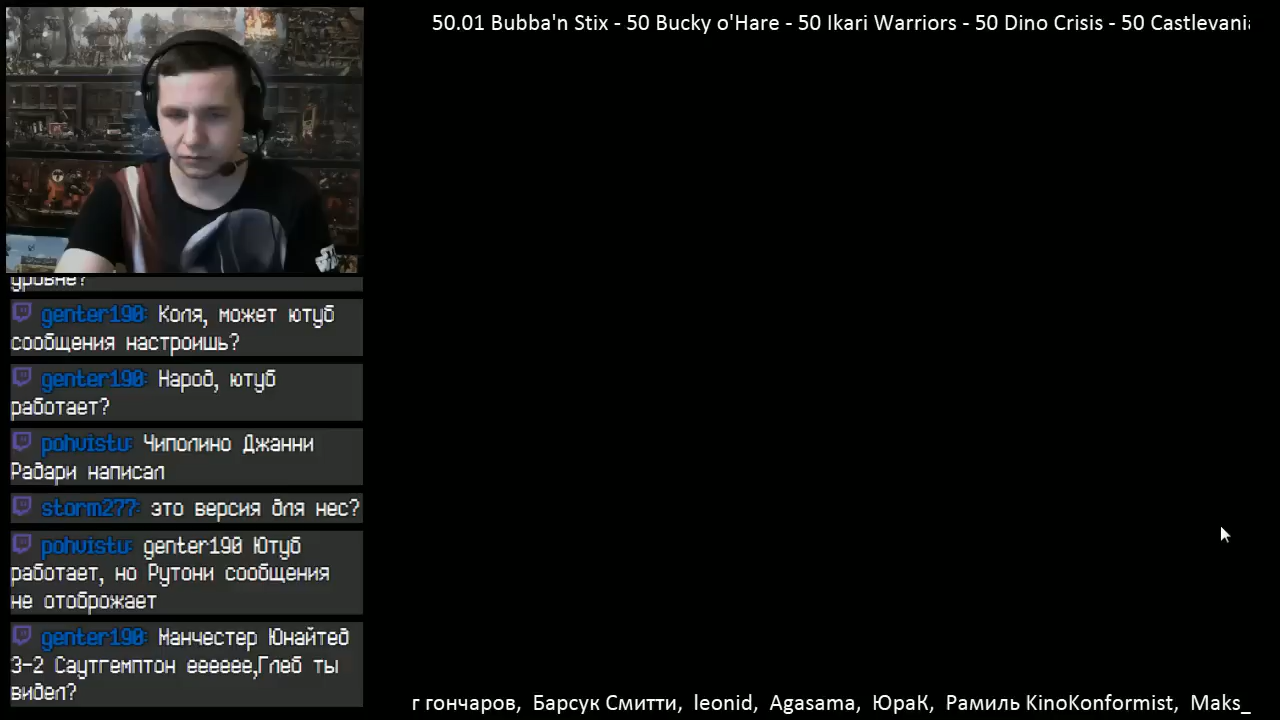 50.01 Bubba'n Stix - 50 Bucky o'Hare - 50 Ikari Warriors - 50 Dino Crisis - 50 Castlevania
уровне?
genter190: Коля, может ютуб
сообщения настроишь?
genter190: Народ, ютуб
работает?
pohvistu: Чиполино Джанни
Радари написал
storm277: это версия для нес?
pohvistu: genter190 Ютуб
работает, но Рутони сообщения
не отоброжает
genter190: Манчестер Юнайтед
3-2 Саутгемптон ееееее,Глеб ты
видел?
г гончаров, Барсук Смитти, leonid, Agasama, ЮраК, Рамиль KinoKonformist, Maks_